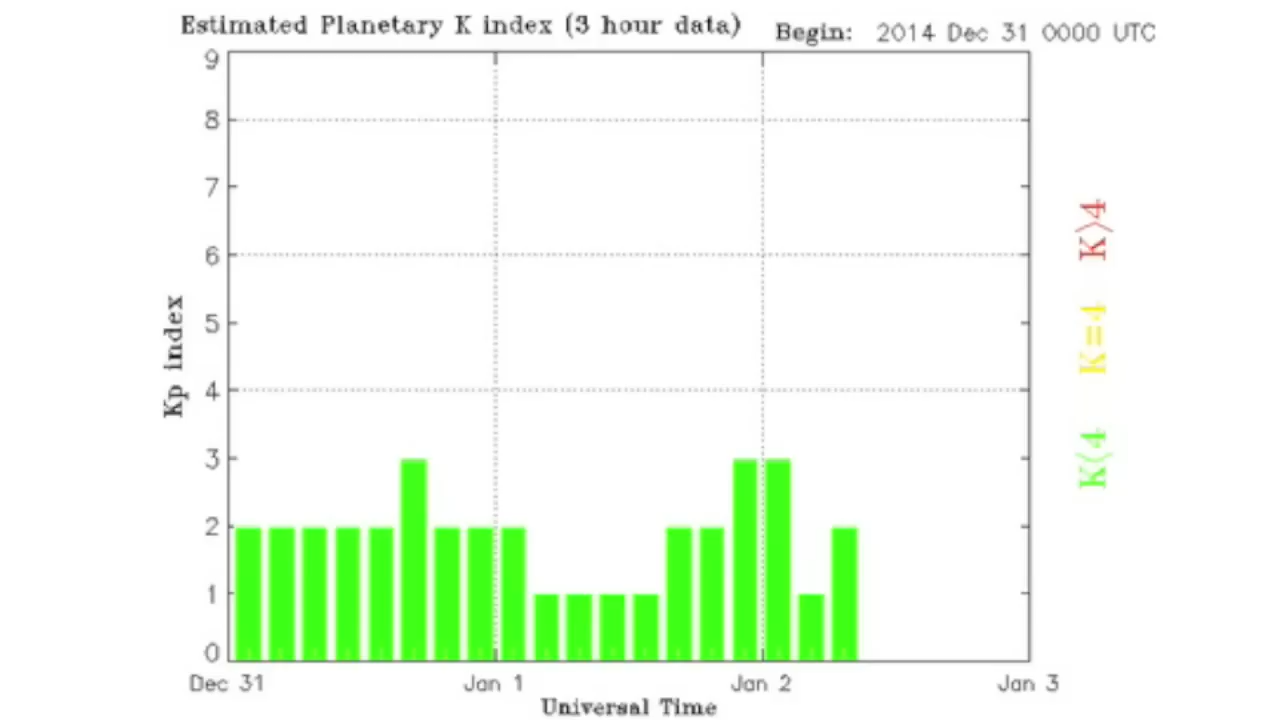 Estimated Planetary K index (3 hour data)
Begin: 2014 Dec 31 0000 UTC
9
8
7
6
5
4
3
2
1
0
Kp index
K>4
K=4
K<4
Dec 31
Jan 1
Jan 2
Jan 3
Universal Time